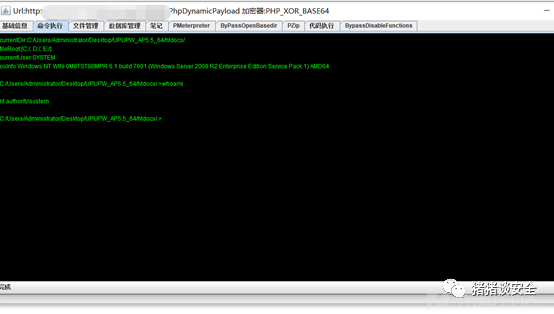 Url:http: PhpDynamicPayload 加密器:PHP_XOR_BASE64
基础信息 命令执行 文件管理 数据库管理 笔记 PMeterpreter ByPassOpenBasedir PZip 代码执行 BypassDisableFunctions
currentDir:C:/Users/Administrator/Desktop/UPUPW_AP5.5_64/htdocs/
fileRoot:[C:/, D:/, E:/]
currentUser:SYSTEM
osInfo:Windows NT WIN-0M8TST8BMPR 6.1 build 7601 (Windows Server 2008 R2 Enterprise Edition Service Pack 1) AMD64
C:/Users/Administrator/Desktop/UPUPW_AP5.5_64/htdocs/ >whoami
nt authority\system
C:/Users/Administrator/Desktop/UPUPW_AP5.5_64/htdocs/ >
猪猪谈安全
完成